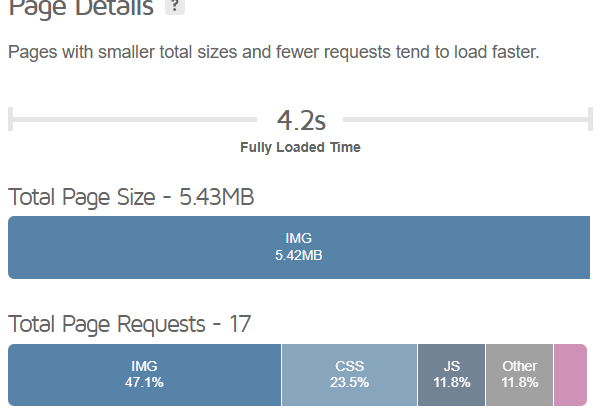 Page Details ?
Pages with smaller total sizes and fewer requests tend to load faster.
4.2s
Fully Loaded Time
Total Page Size - 5.43MB
IMG
5.42MB
Total Page Requests - 17
IMG CSS JS Other
47.1% 23.5% 11.8% 11.8%